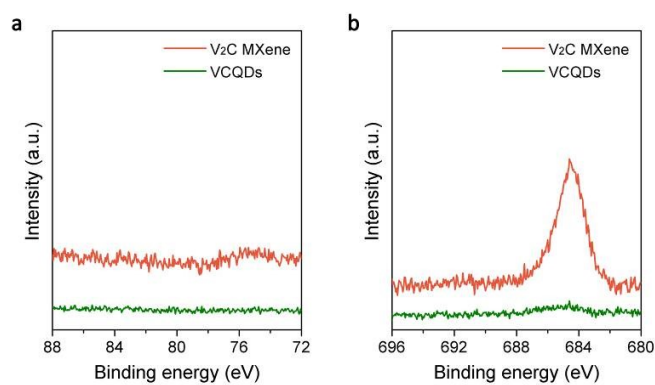 a
V₂C MXene
VCQDs
Intensity (a.u.)
88 84 80 76 72
Binding energy (eV)
b
V₂C MXene
VCQDs
Intensity (a.u.)
696 692 688 684 680
Binding energy (eV)